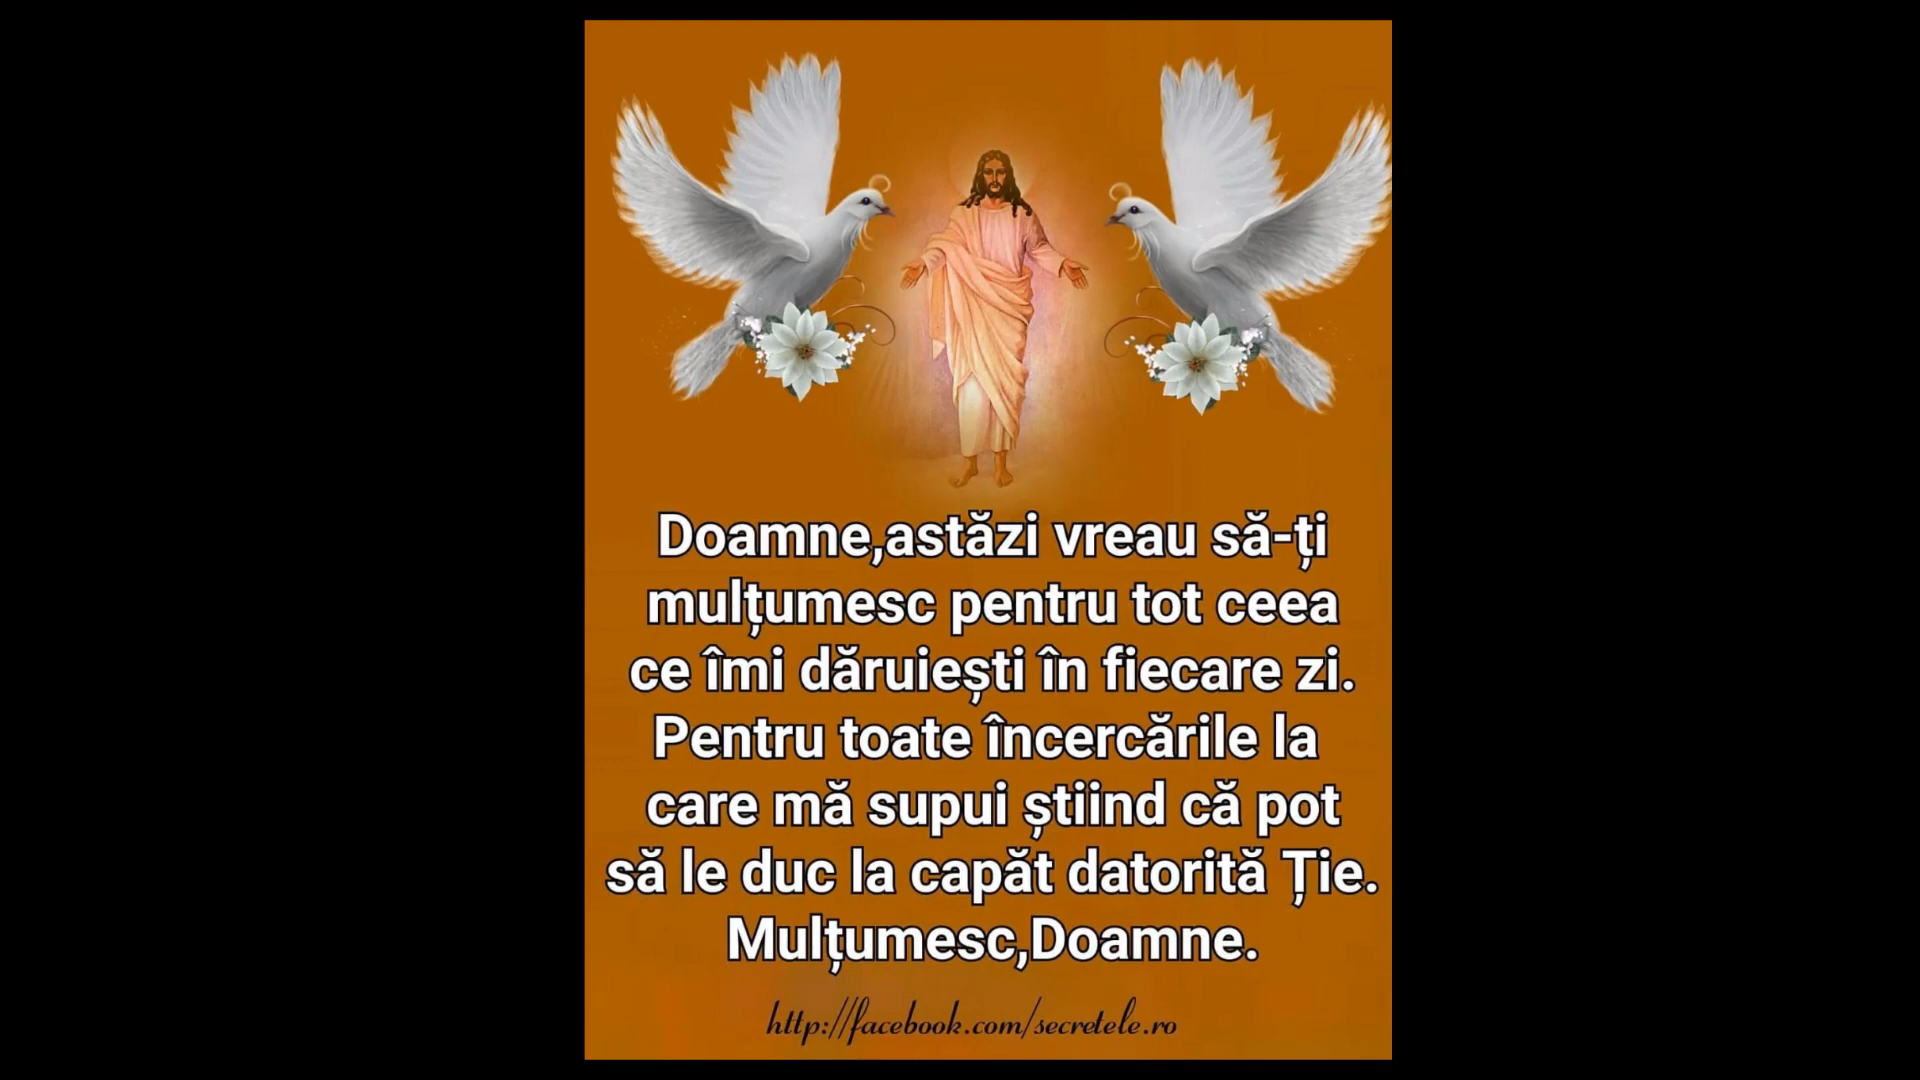 Doamne,astăzi vreau să-ți
mulțumesc pentru tot ceea
ce îmi dăruiești în fiecare zi.
Pentru toate încercările la
care mă supui știind că pot
să le duc la capăt datorită Ție.
Mulțumesc,Doamne.
http://facebook.com/secretele.ro